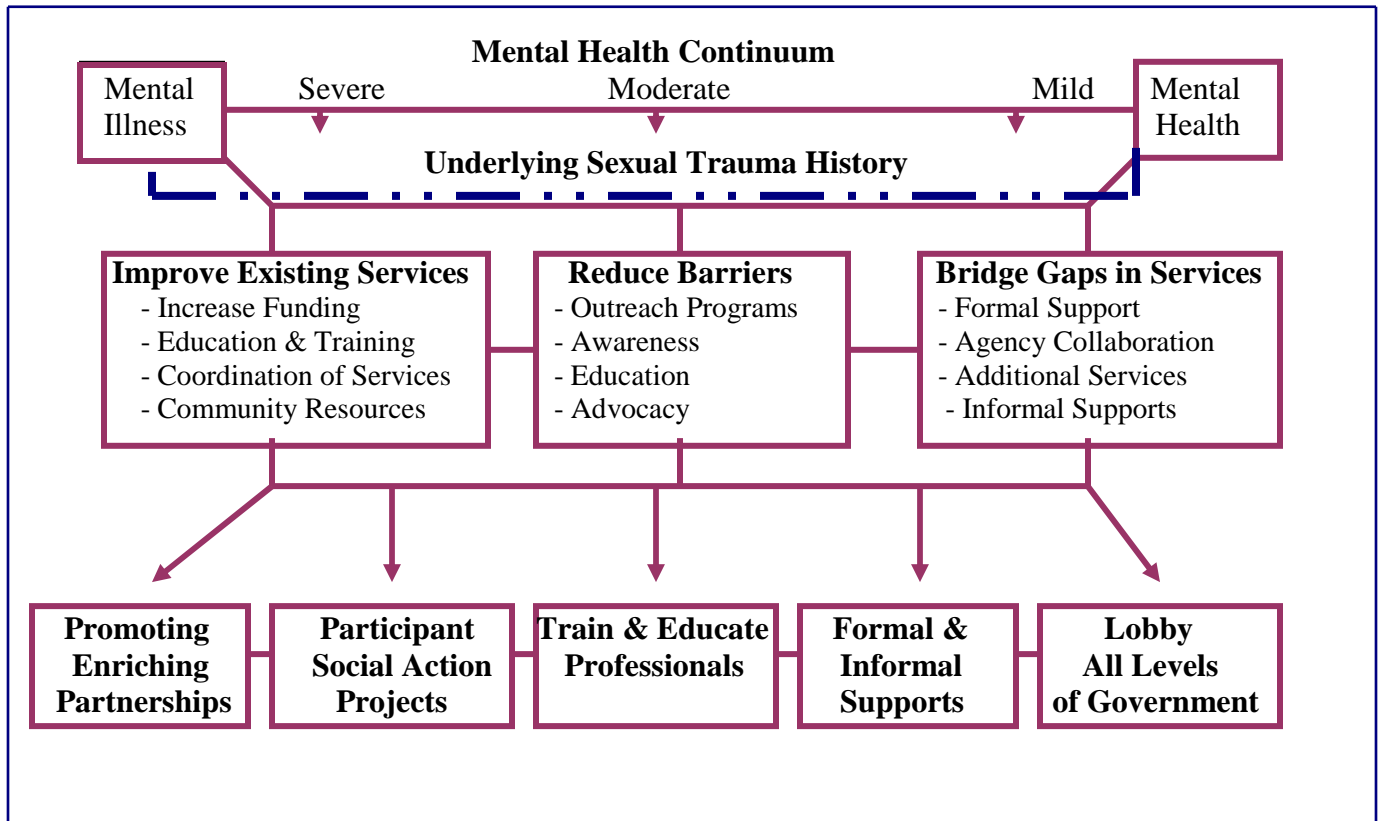 Mental Health Continuum
Mental
Illness
Severe
Moderate
Mild
Mental
Health
Underlying Sexual Trauma History
Improve Existing Services
- Increase Funding
- Education & Training
- Coordination of Services
- Community Resources
Reduce Barriers
- Outreach Programs
- Awareness
- Education
- Advocacy
Bridge Gaps in Services
- Formal Support
- Agency Collaboration
- Additional Services
- Informal Supports
Promoting
Enriching
Partnerships
Participant
Social Action
Projects
Train & Educate
Professionals
Formal &
Informal
Supports
Lobby
All Levels
of Government